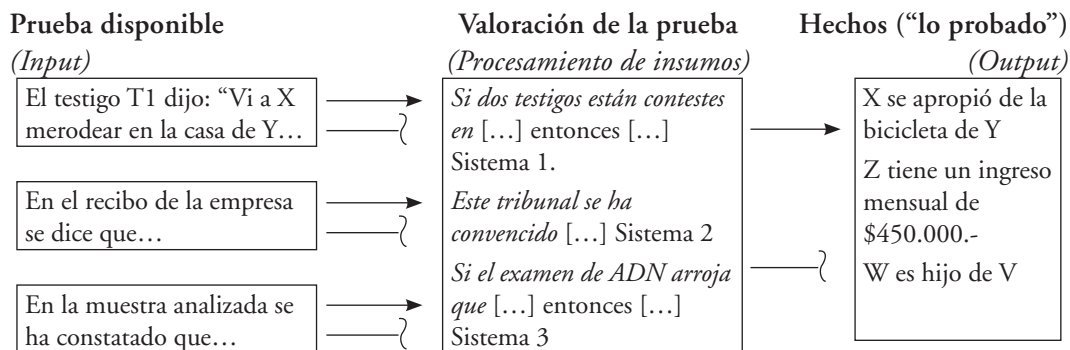 Prueba disponible
(Input)
El testigo T1 dijo: “Vi a X
merodear en la casa de Y…
En el recibo de la empresa
se dice que…
En la muestra analizada se
ha constatado que…
Valoración de la prueba
(Procesamiento de insumos)
Si dos testigos están contestes
en […] entonces […]
Sistema 1.
Este tribunal se ha
convencido […] Sistema 2
Si el examen de ADN arroja
que […] entonces […]
Sistema 3
Hechos (“lo probado”)
(Output)
X se apropió de la
bicicleta de Y
Z tiene un ingreso
mensual de
$450.000.-
W es hijo de V